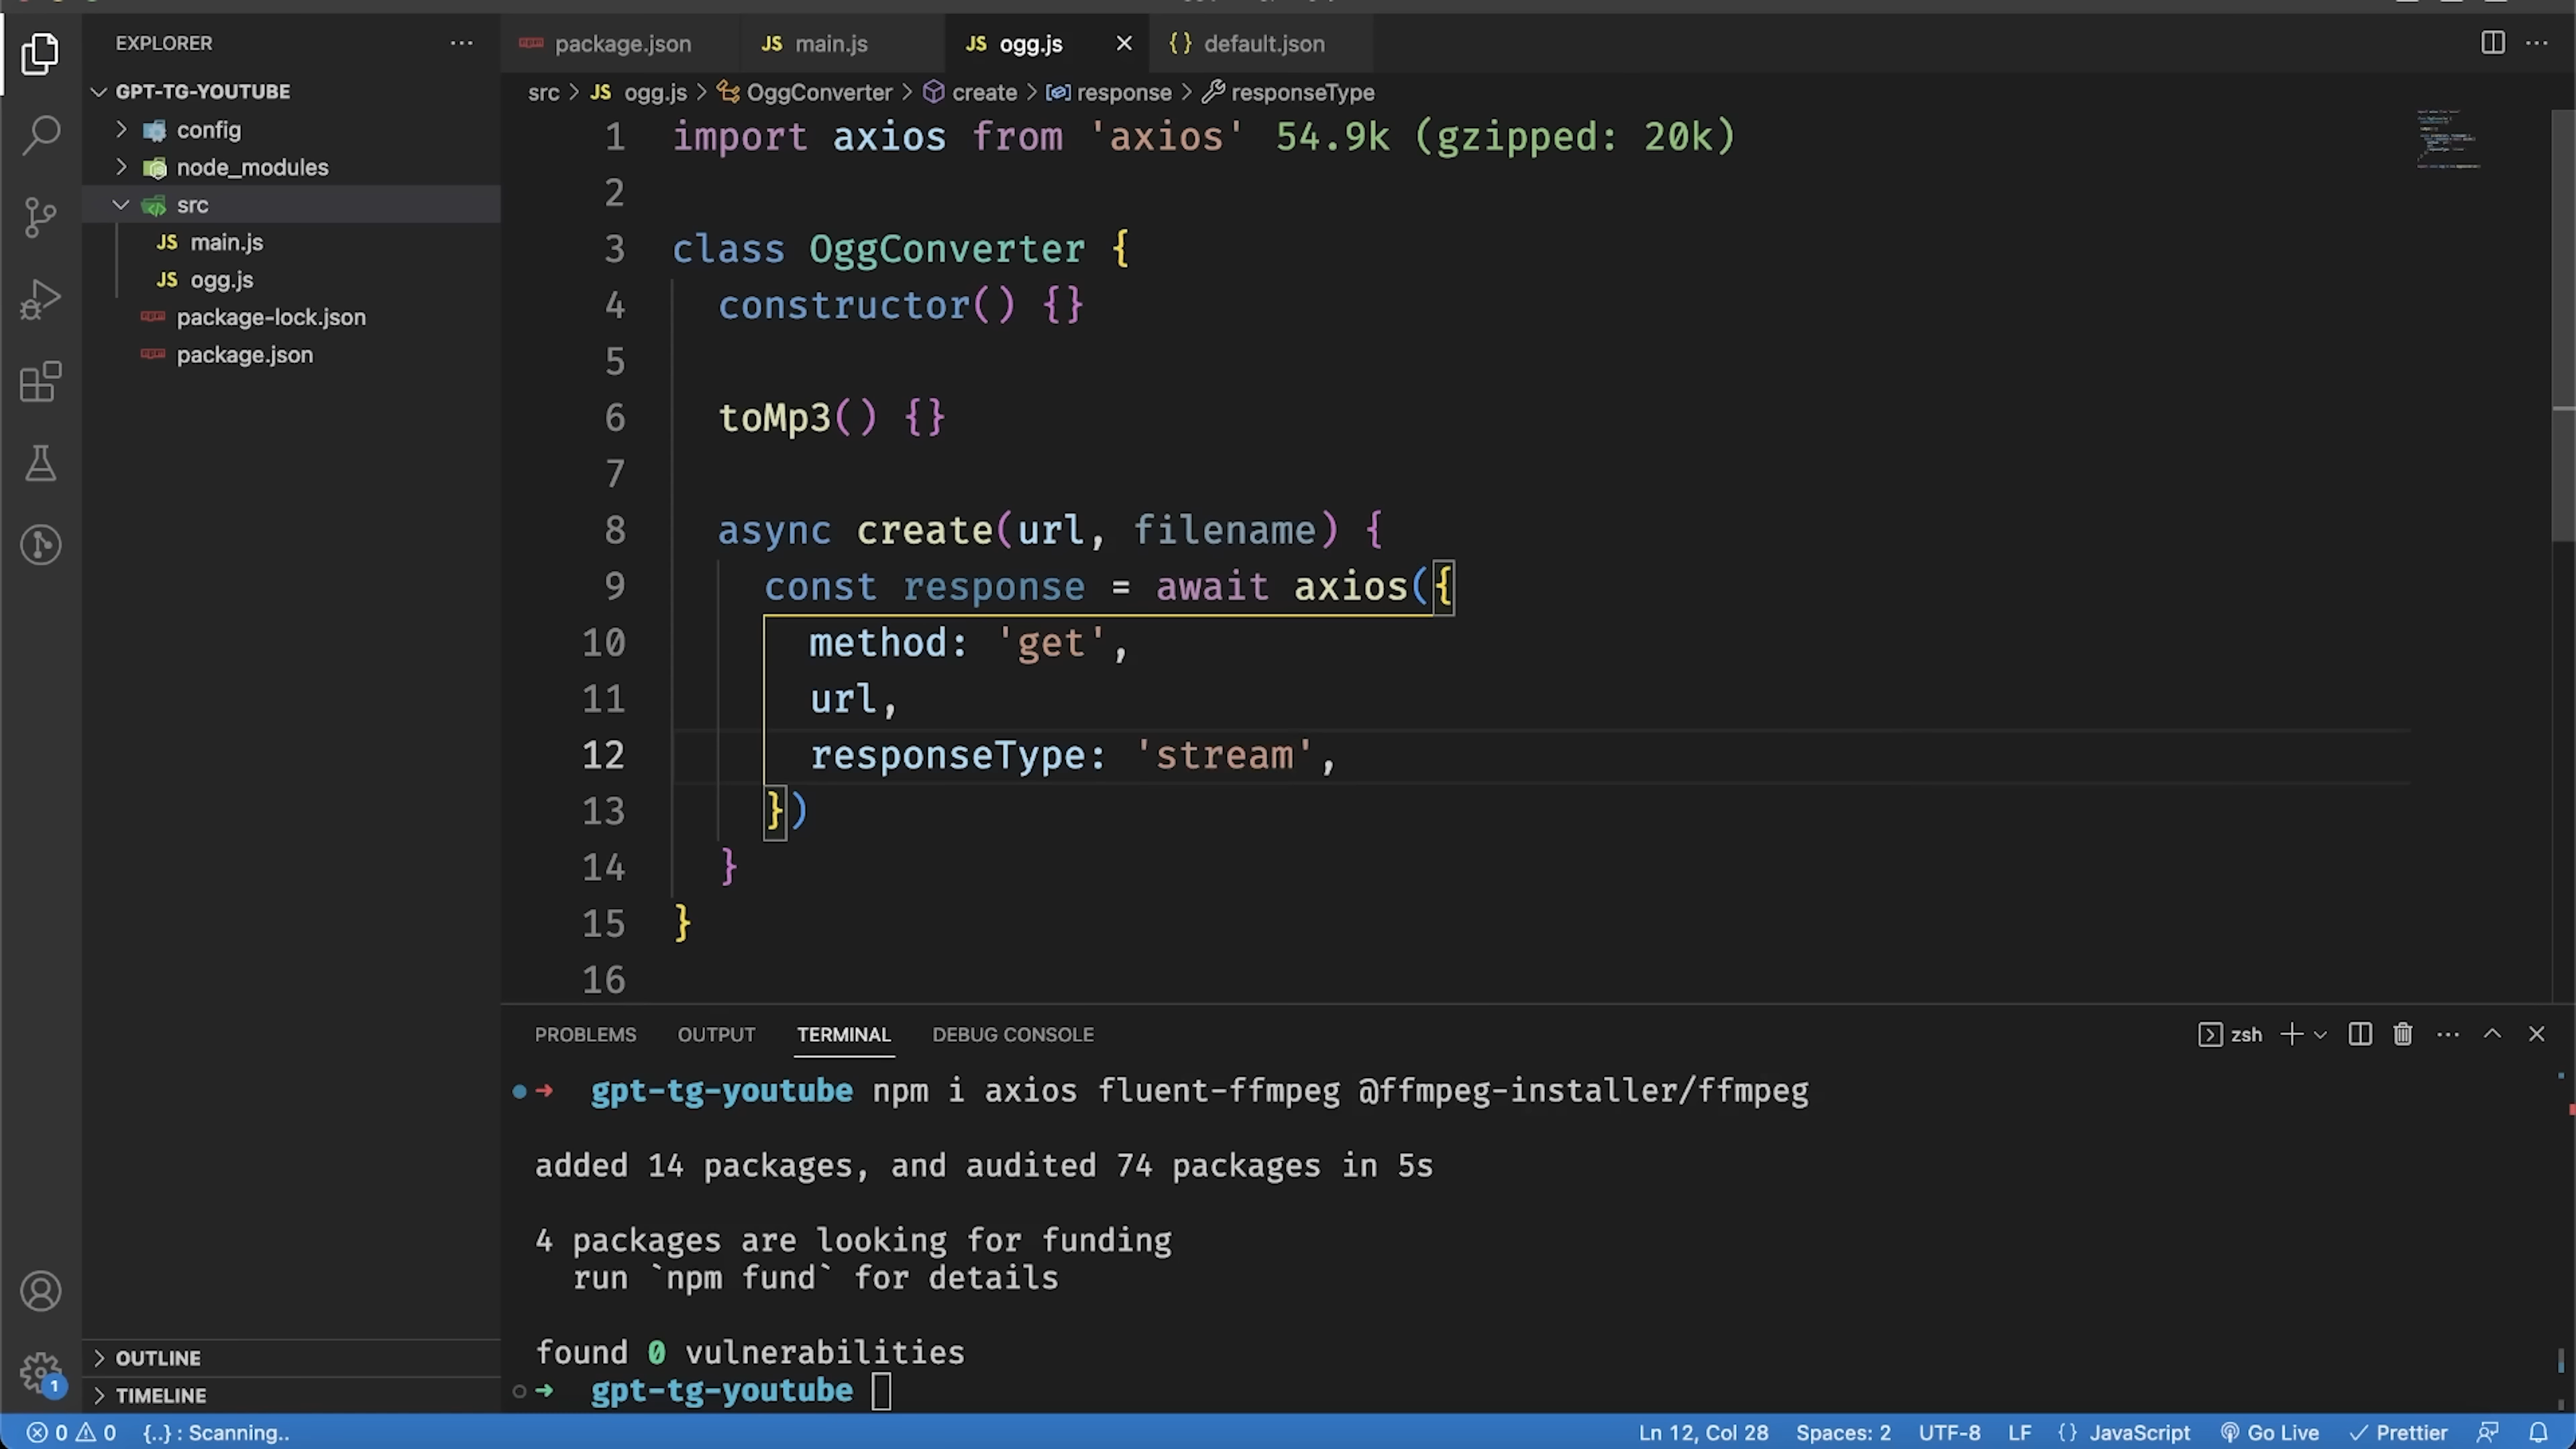 EXPLORER
package.json
main.js
ogg.js
default.json
GPT-TG-YOUTUBE
config
node_modules
src
main.js
ogg.js
package-lock.json
package.json
OUTLINE
TIMELINE
src > JS ogg.js > OggConverter > create > response > responseType
1 import axios from 'axios' 54.9k (gzipped: 20k)
2
3 class OggConverter {
4 constructor() {}
5
6 toMp3() {}
7
8 async create(url, filename) {
9 const response = await axios({
10 method: 'get',
11 url,
12 responseType: 'stream',
13 })
14 }
15 }
16
PROBLEMS OUTPUT TERMINAL DEBUG CONSOLE
zsh
gpt-tg-youtube npm i axios fluent-ffmpeg @ffmpeg-installer/ffmpeg
added 14 packages, and audited 74 packages in 5s
4 packages are looking for funding
run `npm fund` for details
found 0 vulnerabilities
gpt-tg-youtube
1
0 0 {..} : Scanning.. Ln 12, Col 28 Spaces: 2 UTF-8 LF {} JavaScript Go Live Prettier